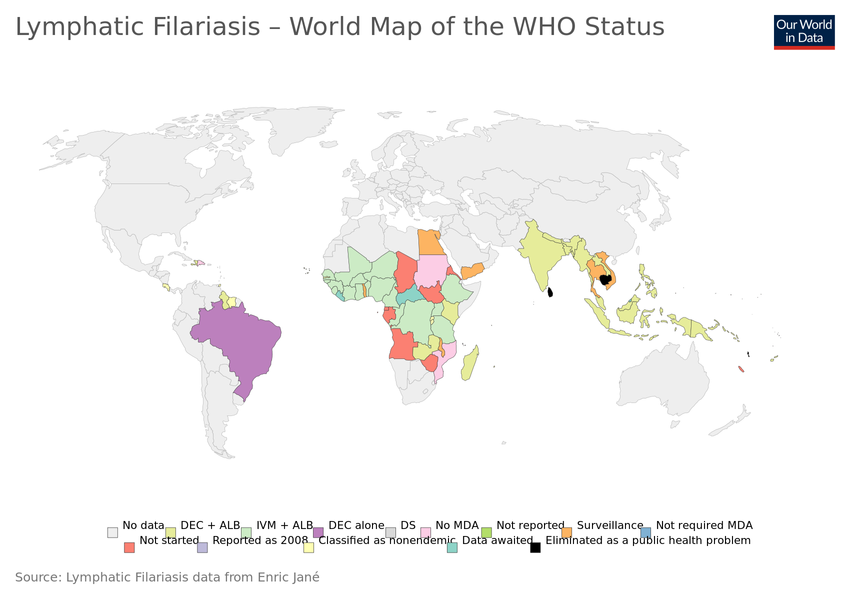 Lymphatic Filariasis – World Map of the WHO Status
Our World
in Data
No data DEC + ALB IVM + ALB DEC alone DS No MDA Not reported Surveillance Not required MDA
Not started Reported as 2008 Classified as nonendemic Data awaited Eliminated as a public health problem
Source: Lymphatic Filariasis data from Enric Jané